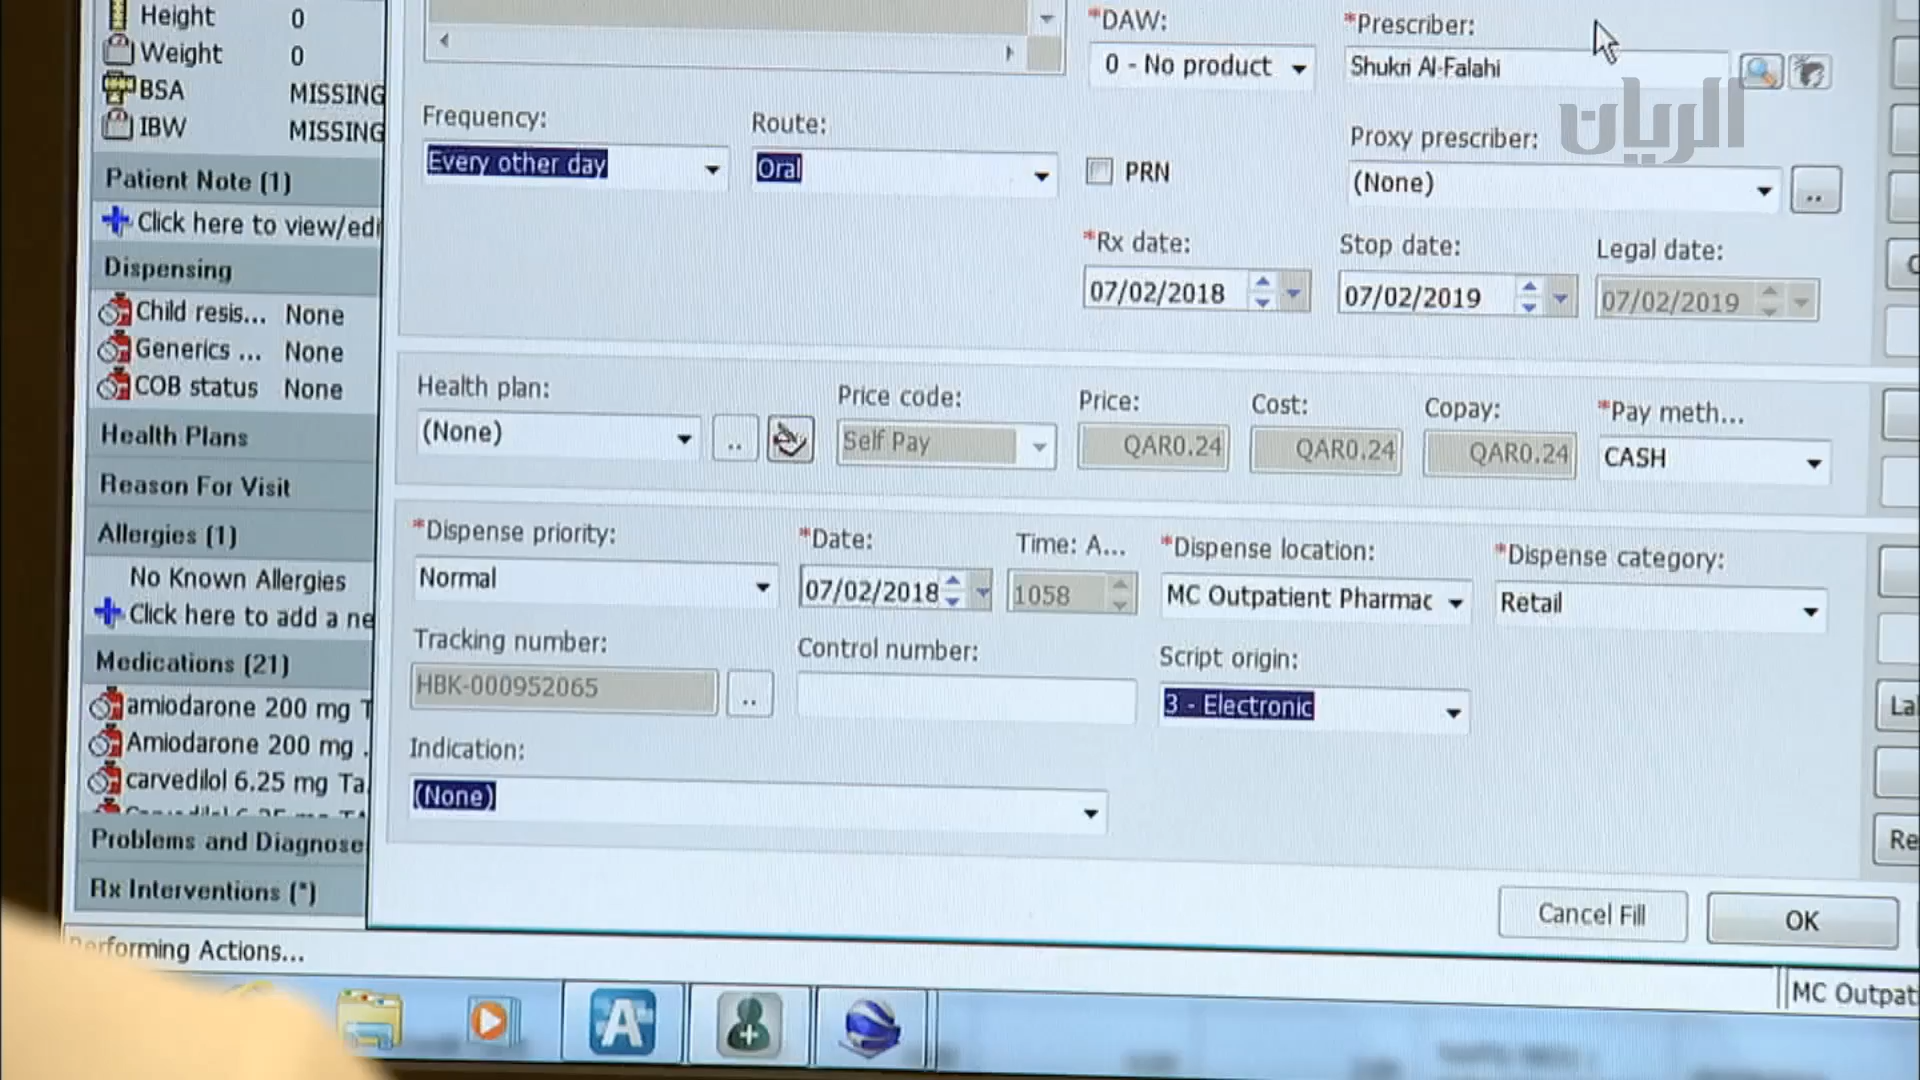 Height 0
Weight 0
BSA MISSING
IBW MISSING
Patient Note (1)
Click here to view/edi
Dispensing
Child resis... None
Generics ... None
COB status None
Health Plans
Reason For Visit
Allergies (1)
No Known Allergies
Click here to add a ne
Medications (21)
amiodarone 200 mg T
Amiodarone 200 mg .
carvedilol 6.25 mg Ta
Problems and Diagnose
Rx Interventions (*)
Performing Actions...
*DAW:
0 - No product
*Prescriber:
Shukri Al-Falahi
الريان
Frequency:
Every other day
Route:
Oral
PRN
Proxy prescriber:
(None)
..
*Rx date:
07/02/2018
Stop date:
07/02/2019
Legal date:
07/02/2019
Health plan:
(None)
..
Price code:
Self Pay
Price:
QAR0.24
Cost:
QAR0.24
Copay:
QAR0.24
*Pay meth...
CASH
*Dispense priority:
Normal
*Date:
07/02/2018
Time: A...
1058
*Dispense location:
MC Outpatient Pharmac
*Dispense category:
Retail
Tracking number:
HBK-000952065
..
Control number:
Script origin:
3 - Electronic
Indication:
(None)
La
Re
Cancel Fill
OK
MC Outpat